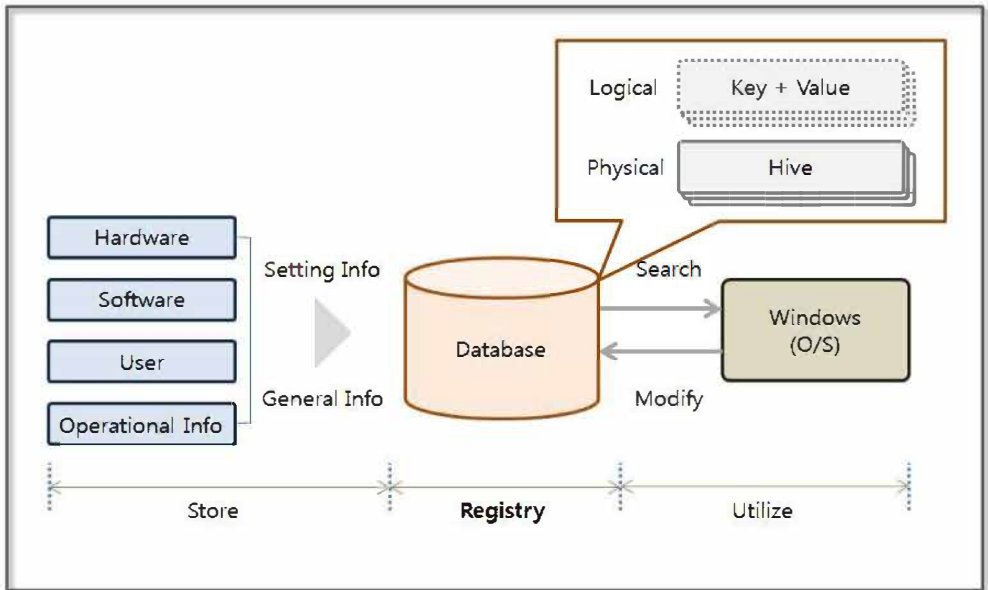 Logical
Key + Value
Physical
Hive
Hardware
Software
User
Operational Info
Setting Info
General Info
Database
Search
Modify
Windows
(O/S)
Store
Registry
Utilize